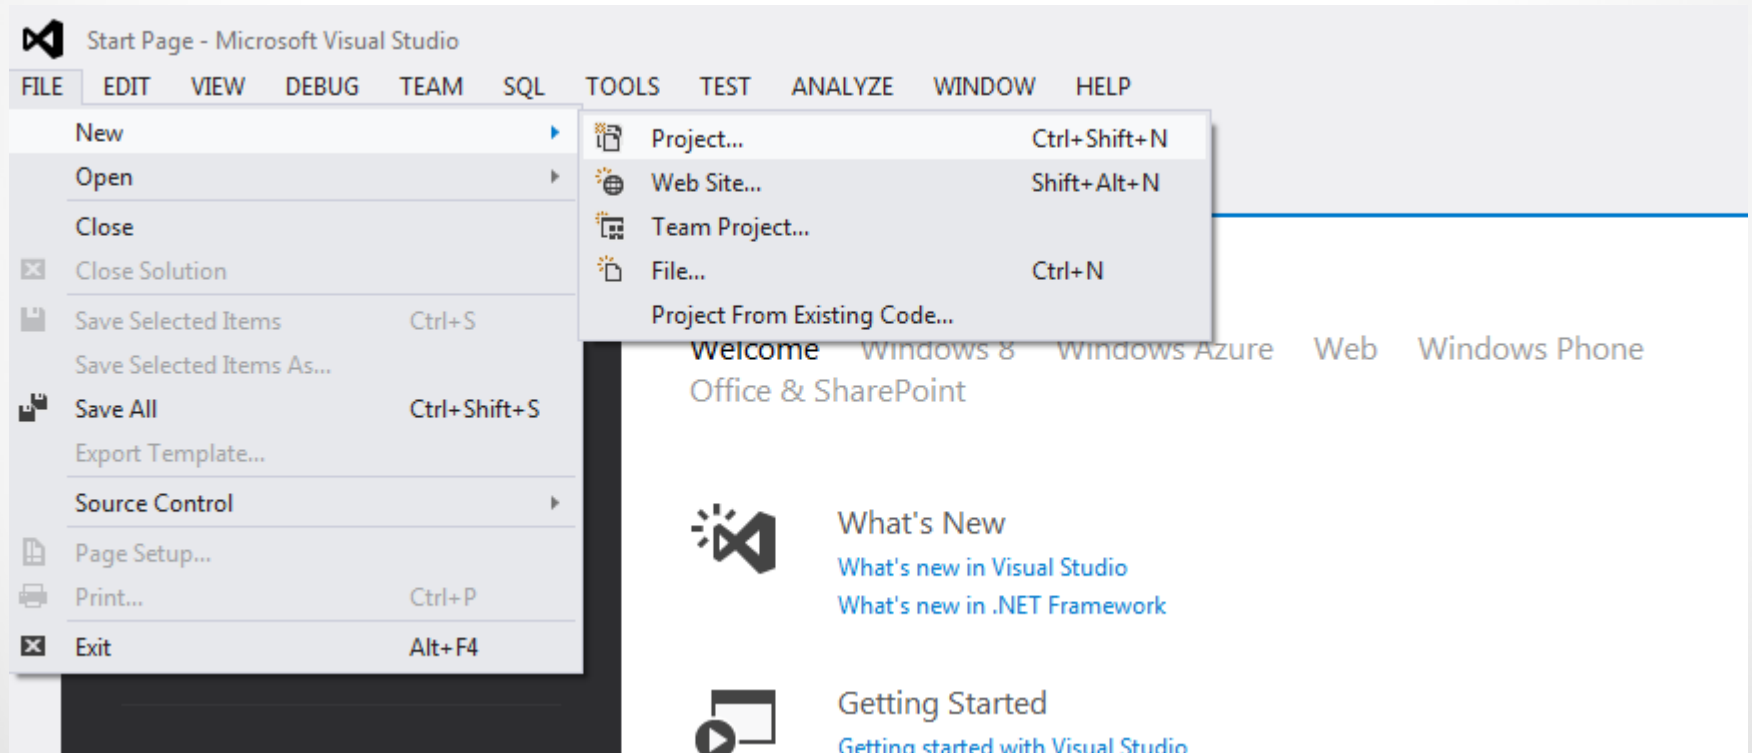 Start Page - Microsoft Visual Studio
FILE EDIT VIEW DEBUG TEAM SQL TOOLS TEST ANALYZE WINDOW HELP
New
Open
Close
Close Solution
Save Selected Items Ctrl+S
Save Selected Items As...
Save All Ctrl+Shift+S
Export Template...
Source Control
Page Setup...
Print... Ctrl+P
Exit Alt+F4
Project... Ctrl+Shift+N
Web Site... Shift+Alt+N
Team Project...
File... Ctrl+N
Project From Existing Code...
Welcome Windows 8 Windows Azure Web Windows Phone
Office & SharePoint
What's New
What's new in Visual Studio
What's new in .NET Framework
Getting Started
Getting started with Visual Studio